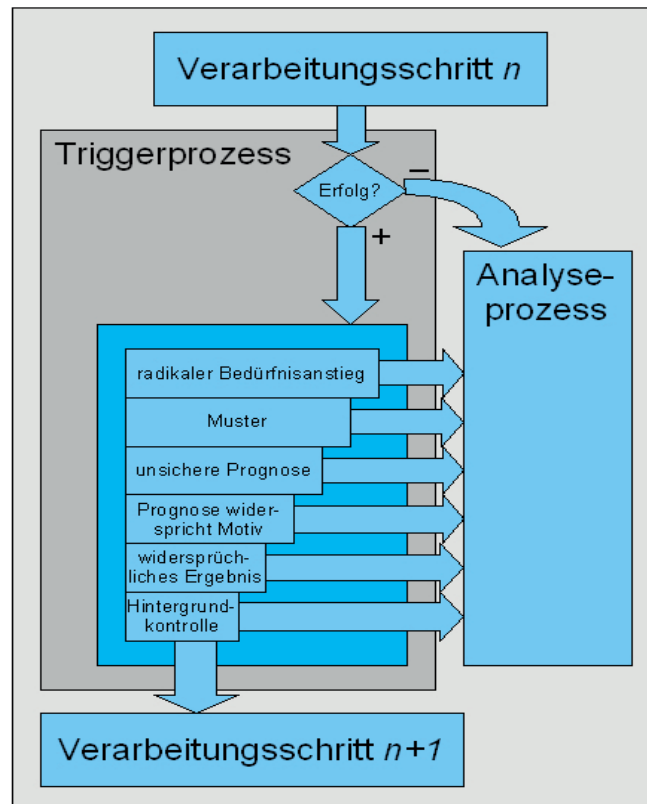 Verarbeitungsschritt n
Triggerprozess
Erfolg?
–
+
Analyse-
prozess
radikaler Bedürfnisanstieg
Muster
unsichere Prognose
Prognose wider-
spricht Motiv
widersprüch-
liches Ergebnis
Hintergrund-
kontrolle
Verarbeitungsschritt n+1